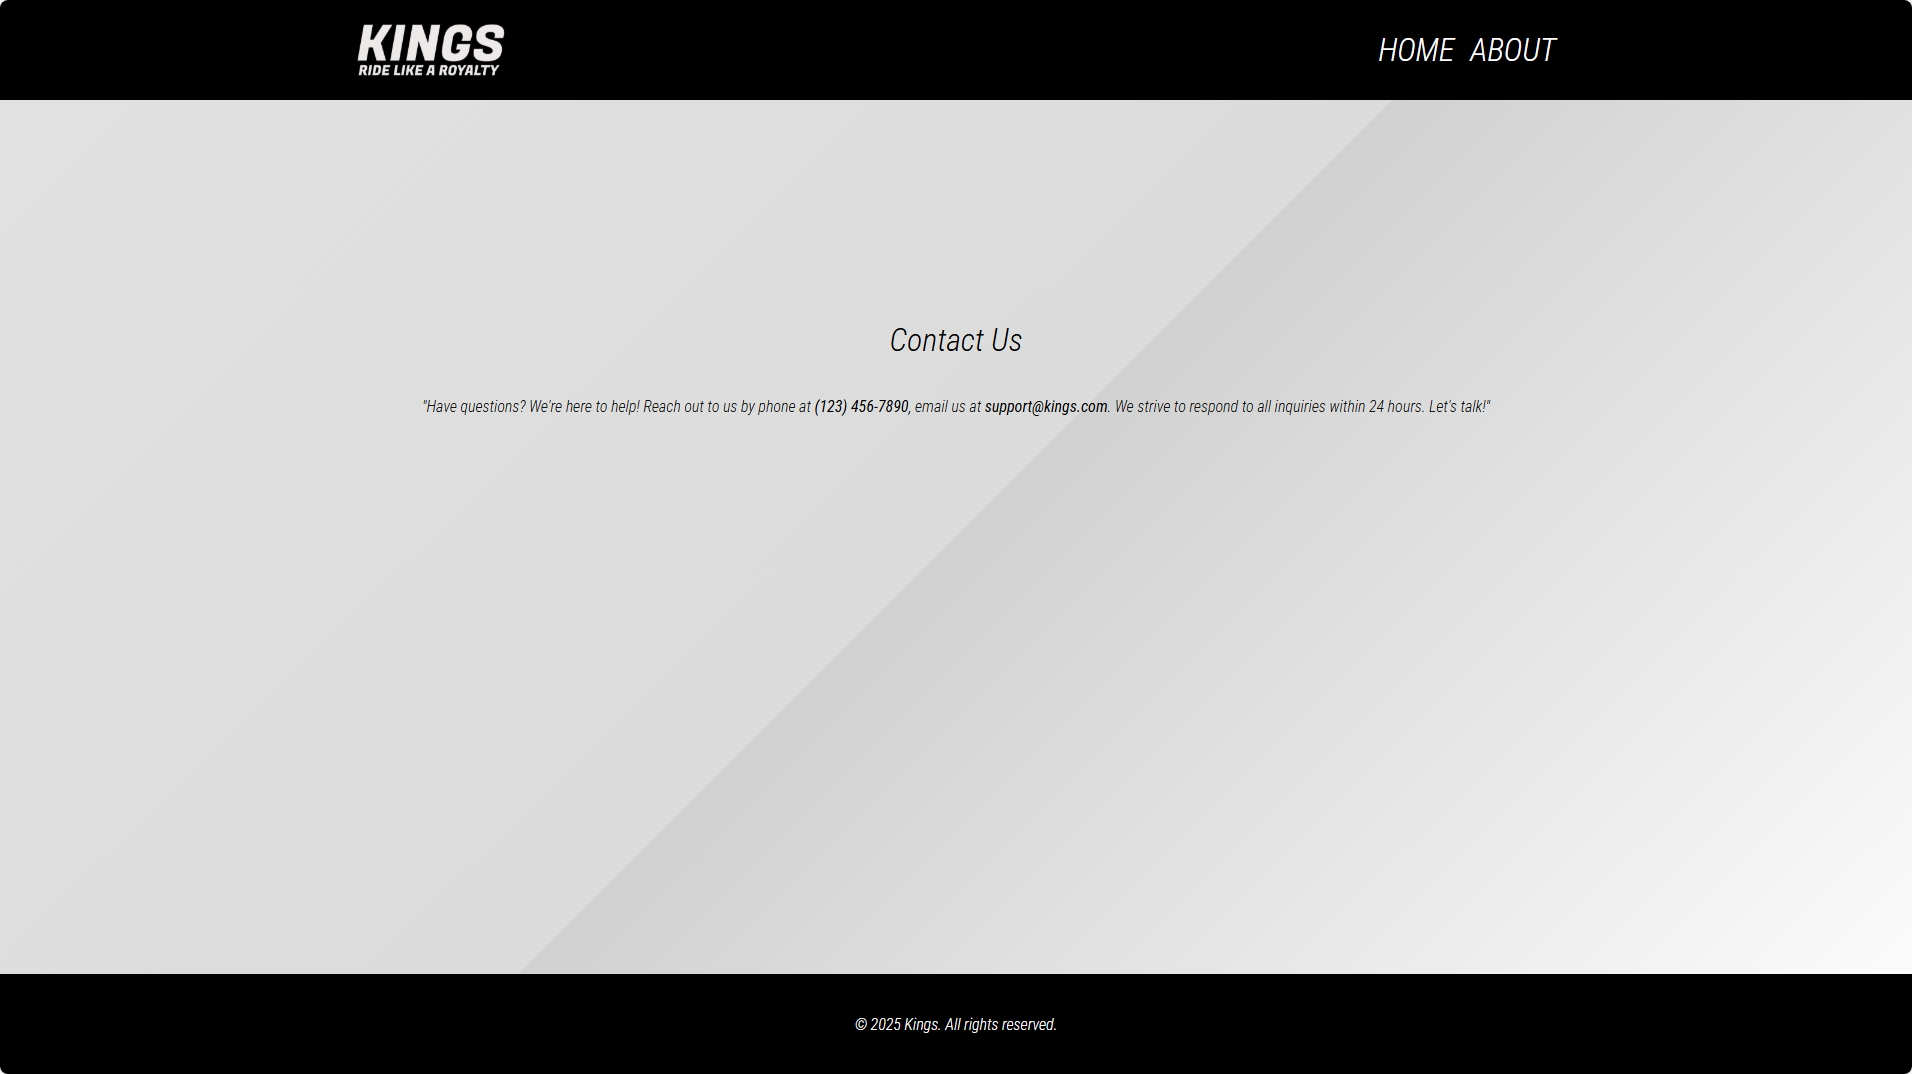 KINGS
RIDE LIKE A ROYALTY
HOME ABOUT
Contact Us
"Have questions? We're here to help! Reach out to us by phone at (123) 456-7890, email us at support@kings.com. We strive to respond to all inquiries within 24 hours. Let's talk!"
© 2025 Kings. All rights reserved.